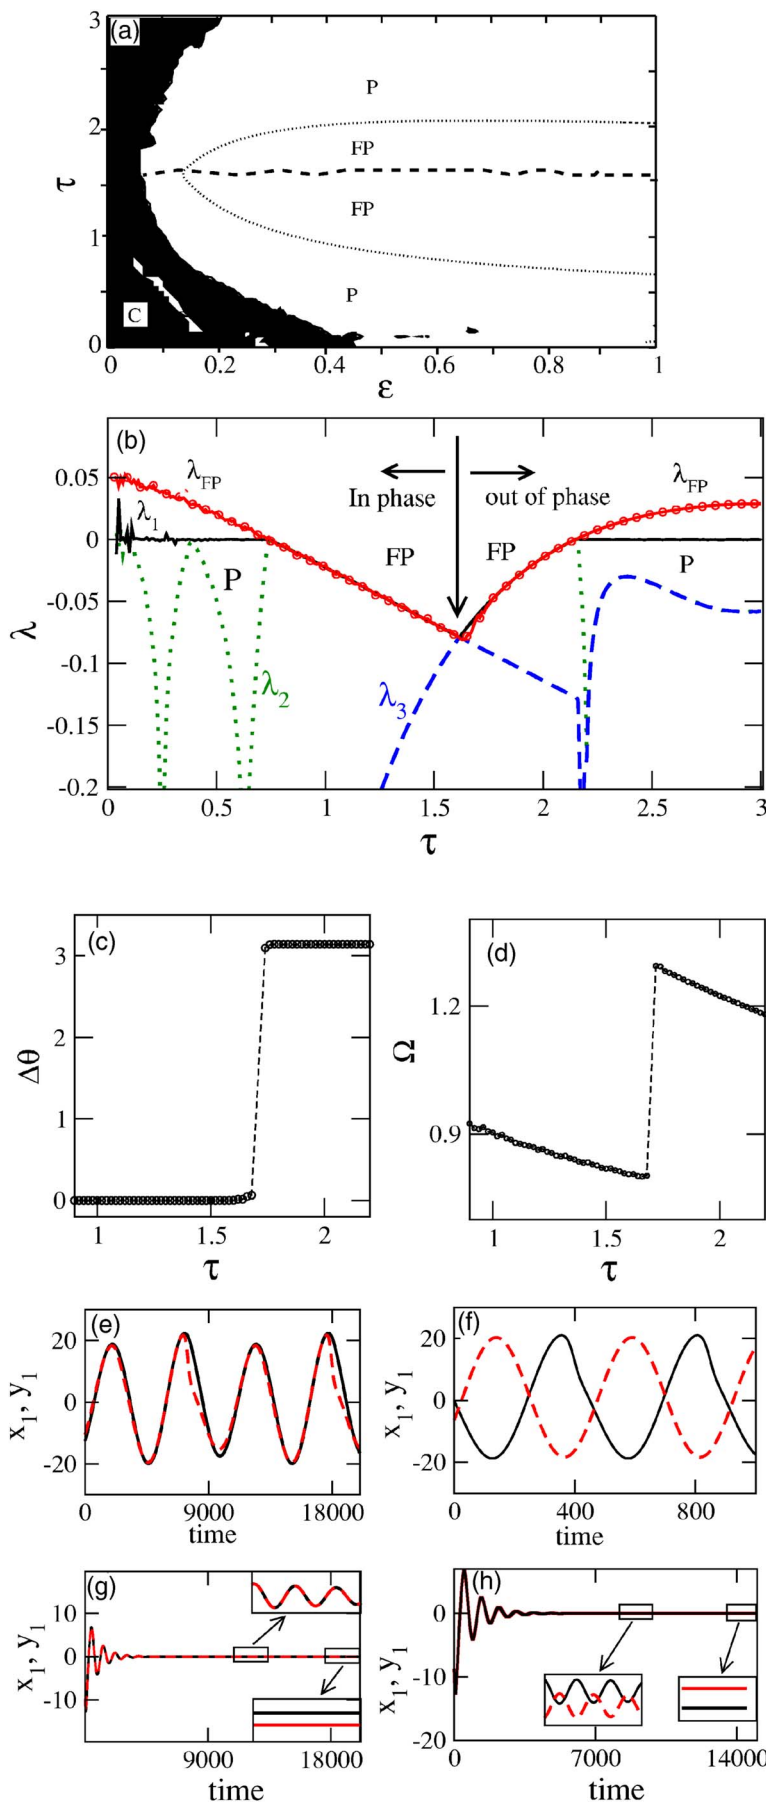 (a)
3
2
1
0
τ
P
FP
FP
P
C
0
0.2
0.4
0.6
0.8
1
ε
(b)
0.05
0
-0.05
-0.1
-0.15
-0.2
λ
λFP
λ1
In phase
out of phase
λFP
P
FP
FP
P
λ2
λ3
0
0.5
1
1.5
2
2.5
3
τ
(c)
3
2
1
0
Δθ
1
1.5
2
τ
(d)
1.2
0.9
Ω
1
1.5
2
τ
(e)
20
0
-20
x1, y1
0
9000
18000
time
(f)
20
0
-20
x1, y1
0
400
800
time
(g)
10
0
-10
x1, y1
9000
18000
time
(h)
0
-10
-20
x1, y1
0
7000
14000
time